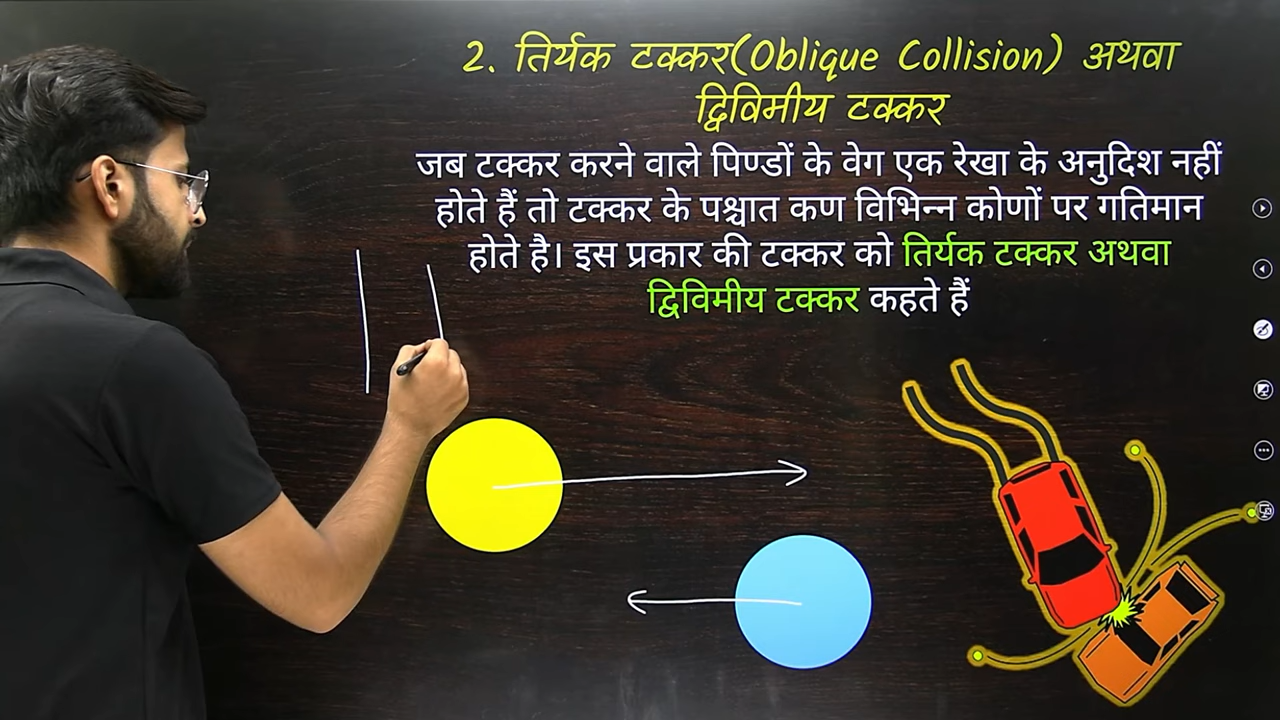 2. तिर्यक टक्कर(Oblique Collision) अथवा
द्विविमीय टक्कर
जब टक्कर करने वाले पिण्डों के वेग एक रेखा के अनुदिश नहीं
होते हैं तो टक्कर के पश्चात कण विभिन्न कोणों पर गतिमान
होते है। इस प्रकार की टक्कर को तिर्यक टक्कर अथवा
द्विविमीय टक्कर कहते हैं